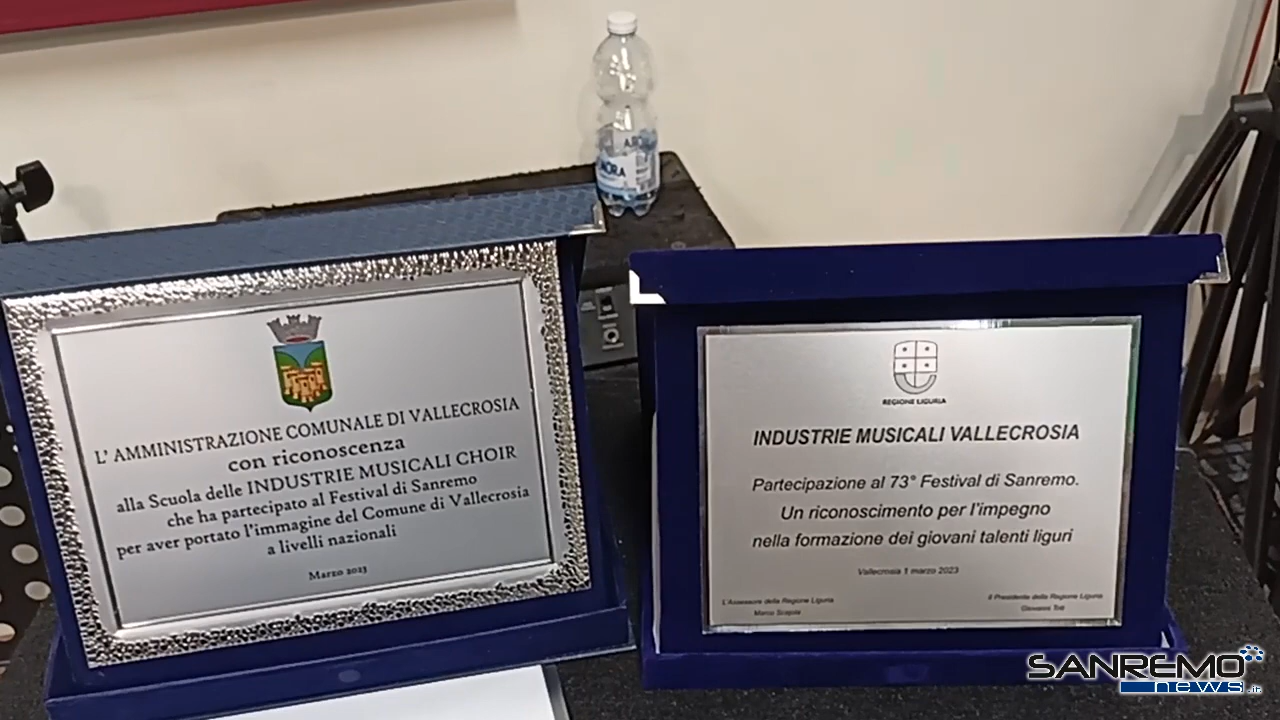 L' AMMINISTRAZIONE COMUNALE DI VALLECROSIA
con riconoscenza
alla Scuola delle INDUSTRIE MUSICALI CHOIR
che ha partecipato al Festival di Sanremo
per aver portato l'immagine del Comune di Vallecrosia
a livelli nazionali
Marzo 2023
REGIONE LIGURIA
INDUSTRIE MUSICALI VALLECROSIA
Partecipazione al 73° Festival di Sanremo.
Un riconoscimento per l'impegno
nella formazione dei giovani talenti liguri
Vallecrosia 1 marzo 2023
L'Assessore della Regione Liguria
Marco Scajola
Il Presidente della Regione Liguria
Giovanni Toti
SANREMO
news.it